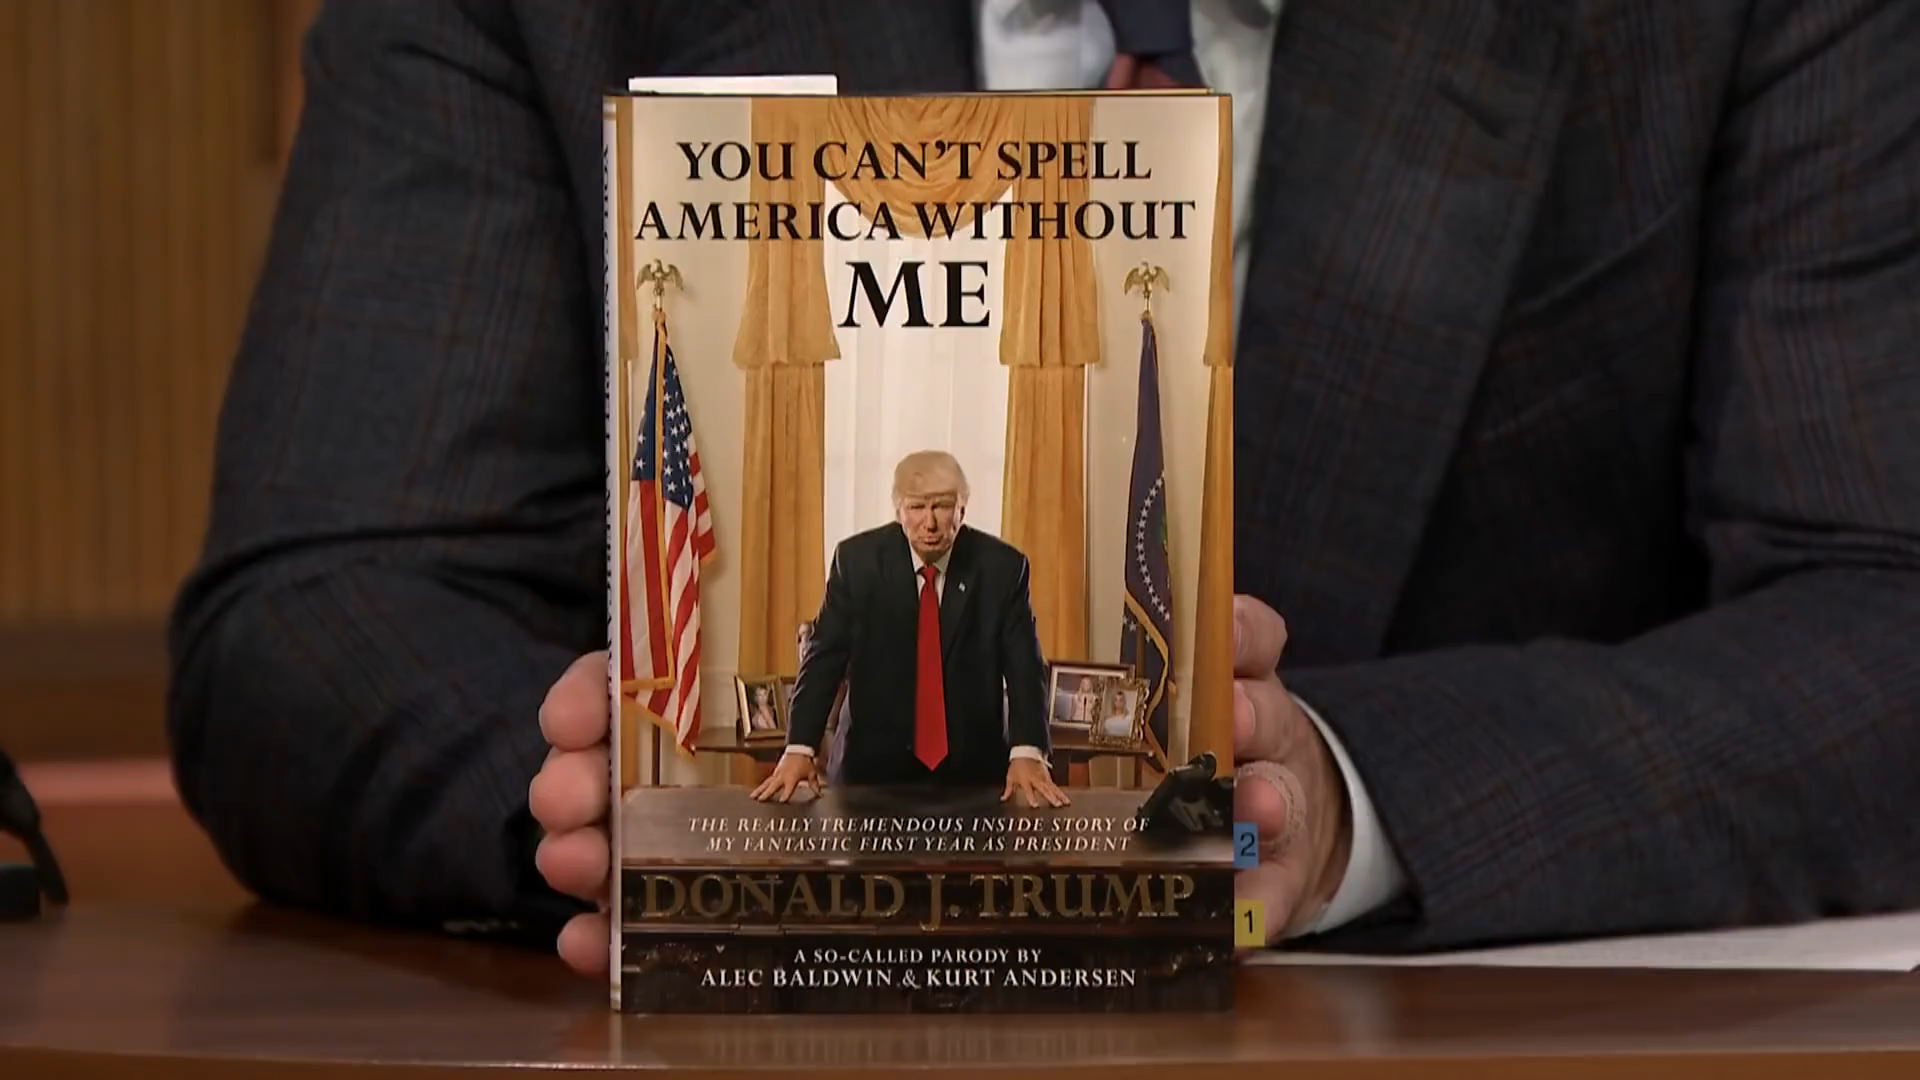 YOU CAN'T SPELL
AMERICA WITHOUT
ME
THE REALLY TREMENDOUS INSIDE STORY OF
MY FANTASTIC FIRST YEAR AS PRESIDENT
DONALD J. TRUMP
A SO-CALLED PARODY BY
ALEC BALDWIN & KURT ANDERSEN
2
1